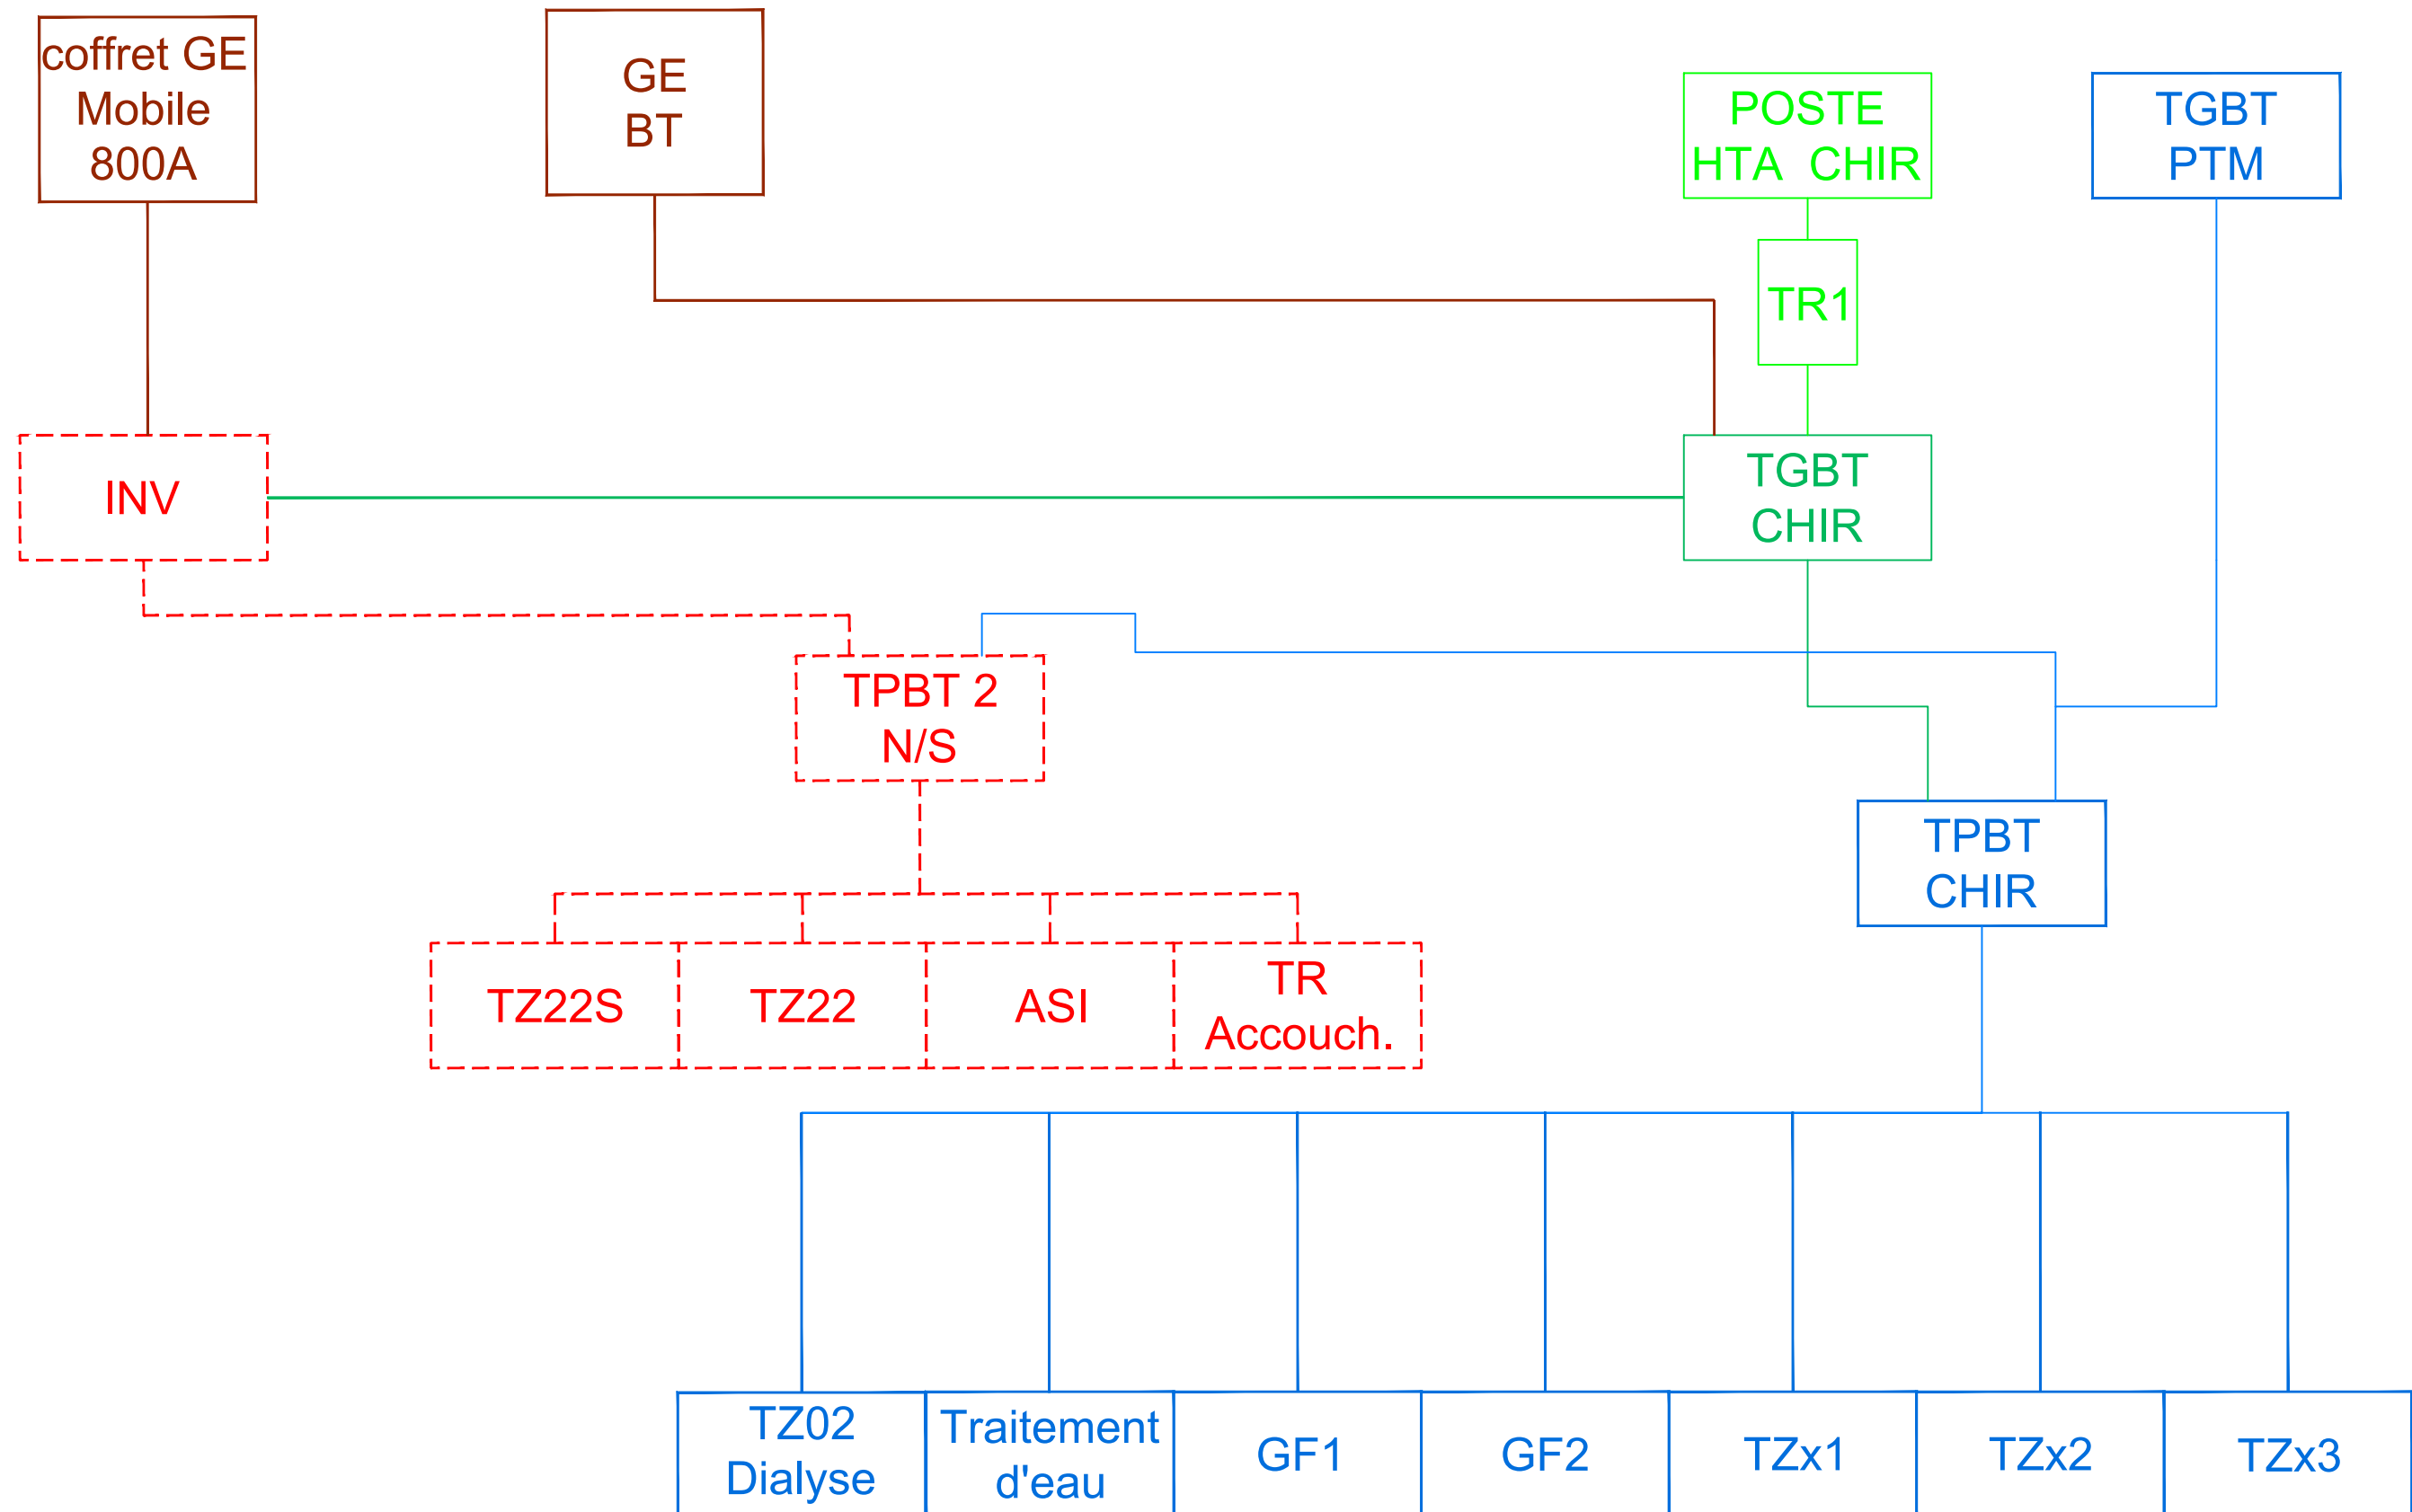 coffret GE
Mobile
800A
GE
BT
POSTE
HTA  CHIR
TGBT
PTM
TR1
INV
TGBT
CHIR
TPBT 2
N/S
TPBT
CHIR
TZ22S
TZ22
ASI
TR
Accouch.
TZ02
Dialyse
Traitement
d'eau
GF1
GF2
TZx1
TZx2
TZx3